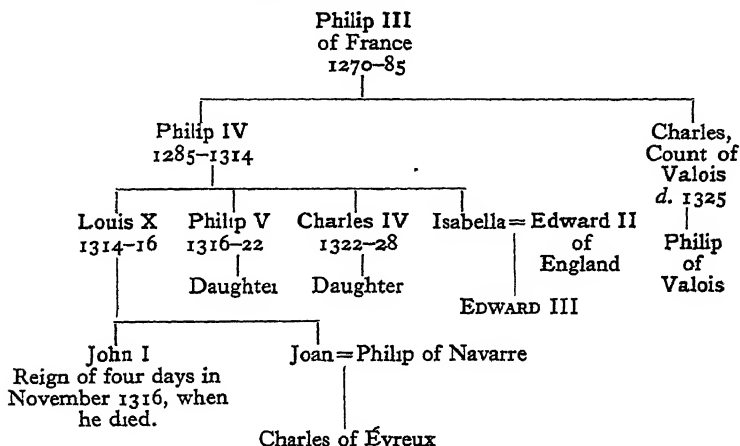 Philip III
of France
1270–85
Philip IV
1285–1314
Charles,
Count of
Valois
d. 1325
Louis X
1314–16
Philip V
1316–22
Charles IV
1322–28
Isabella = Edward II
of
England
Philip
of
Valois
Daughter
Daughter
EDWARD III
John I
Reign of four days in
November 1316, when
he died.
Joan = Philip of Navarre
Charles of Évreux